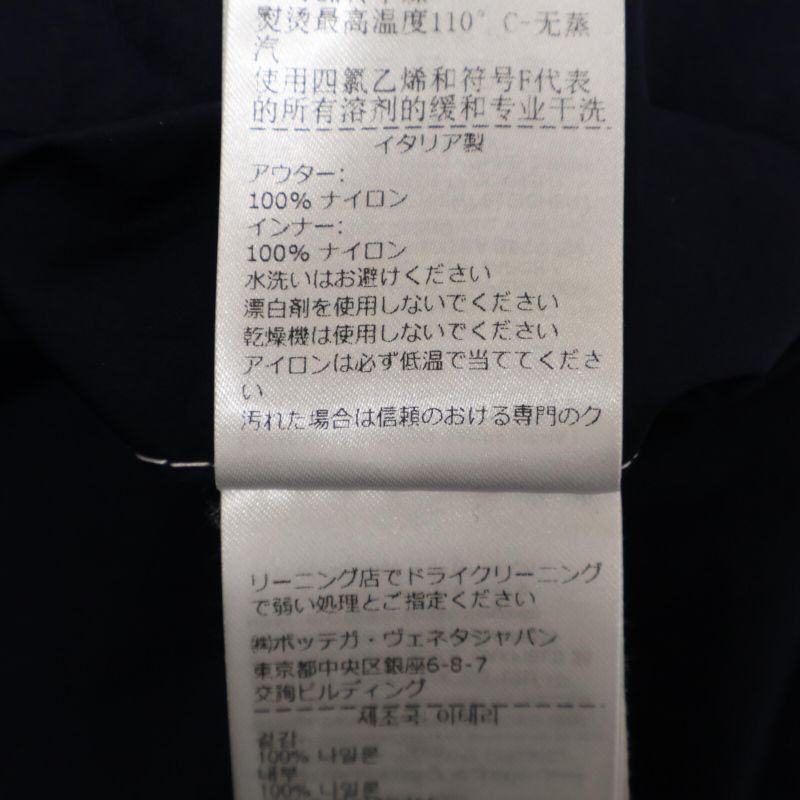 熨烫最高温度110°C-无蒸
汽
使用四氯乙烯和符号F代表
的所有溶剂的缓和专业干洗
イタリア製
アウター:
100% ナイロン
インナー:
100% ナイロン
水洗いはお避けください
漂白剤を使用しないでください
乾燥機は使用しないでください
アイロンは必ず低温で当ててくださ
い
汚れた場合は信頼のおける専門のク
リーニング店でドライクリーニング
で弱い処理とご指定ください
㈱ボッテガ・ヴェネタジャパン
東京都中央区銀座6-8-7
交詢ビルディング
제조국: 이태리
겉감
100% 나일론
내부
100% 나일론